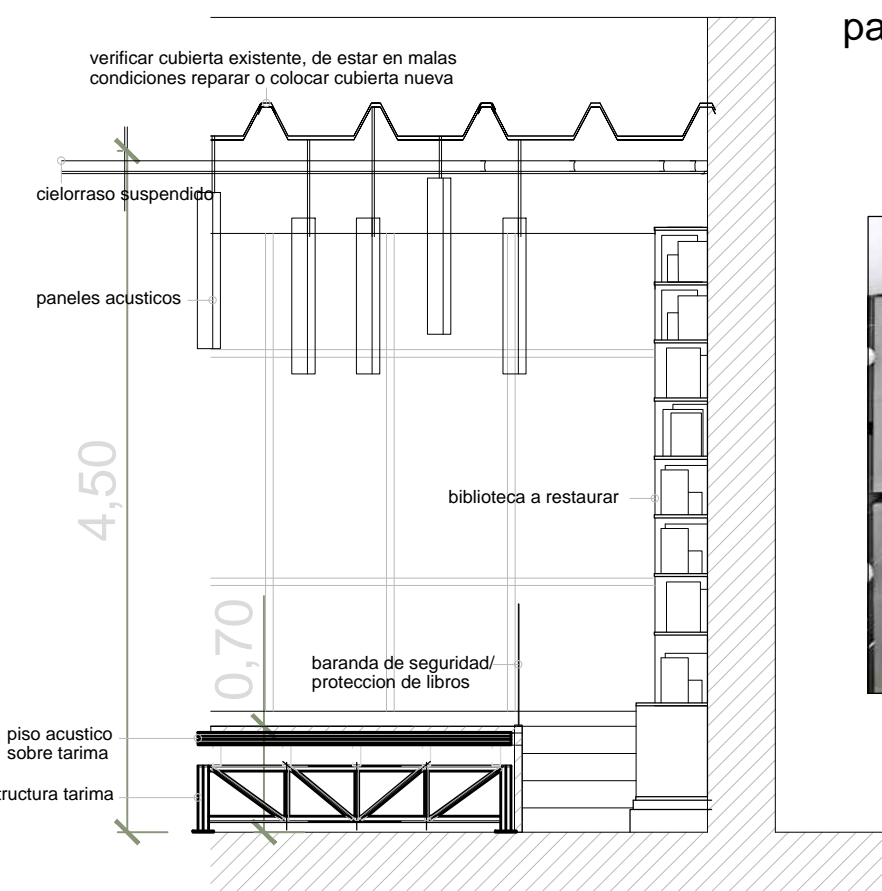 pa
verificar cubierta existente, de estar en malas
condiciones reparar o colocar cubierta nueva
cielorraso suspendido
paneles acusticos
4,50
biblioteca a restaurar
0,70
baranda de seguridad/
proteccion de libros
piso acustico
sobre tarima
tructura tarima